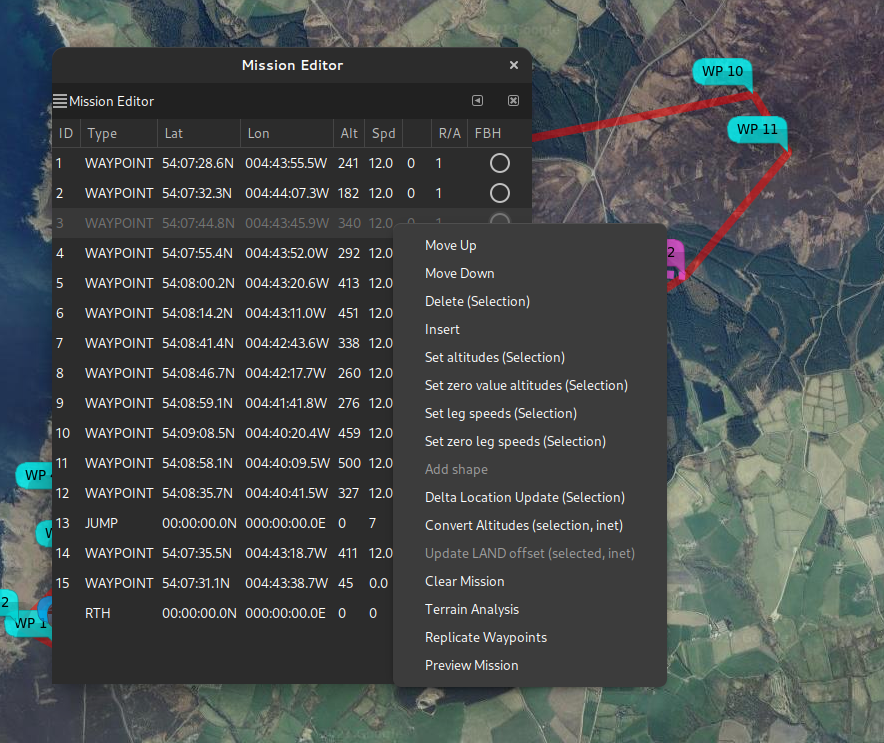 Mission Editor
Mission Editor
ID Type Lat Lon Alt Spd R/A FBH
1 WAYPOINT 54:07:28.6N 004:43:55.5W 241 12.0 0 1
2 WAYPOINT 54:07:32.3N 004:44:07.3W 182 12.0 0 1
3 WAYPOINT 54:07:44.8N 004:43:45.9W 340 12.0 0 1
4 WAYPOINT 54:07:55.4N 004:43:52.0W 292 12.0
5 WAYPOINT 54:08:00.2N 004:43:20.6W 413 12.0
6 WAYPOINT 54:08:14.2N 004:43:11.0W 451 12.0
7 WAYPOINT 54:08:41.4N 004:42:43.6W 338 12.0
8 WAYPOINT 54:08:46.7N 004:42:17.7W 260 12.0
9 WAYPOINT 54:08:59.1N 004:41:41.8W 276 12.0
10 WAYPOINT 54:09:08.5N 004:40:20.4W 459 12.0
11 WAYPOINT 54:08:58.1N 004:40:09.5W 500 12.0
12 WAYPOINT 54:08:35.7N 004:40:41.5W 327 12.0
13 JUMP 00:00:00.0N 000:00:00.0E 0 7
14 WAYPOINT 54:07:35.5N 004:43:18.7W 411 12.0
15 WAYPOINT 54:07:31.1N 004:43:38.7W 45 0.0
RTH 00:00:00.0N 000:00:00.0E 0 0
Move Up
Move Down
Delete (Selection)
Insert
Set altitudes (Selection)
Set zero value altitudes (Selection)
Set leg speeds (Selection)
Set zero leg speeds (Selection)
Add shape
Delta Location Update (Selection)
Convert Altitudes (selection, inet)
Update LAND offset (selected, inet)
Clear Mission
Terrain Analysis
Replicate Waypoints
Preview Mission
WP 10
WP 11
2
WP
2
WP 1